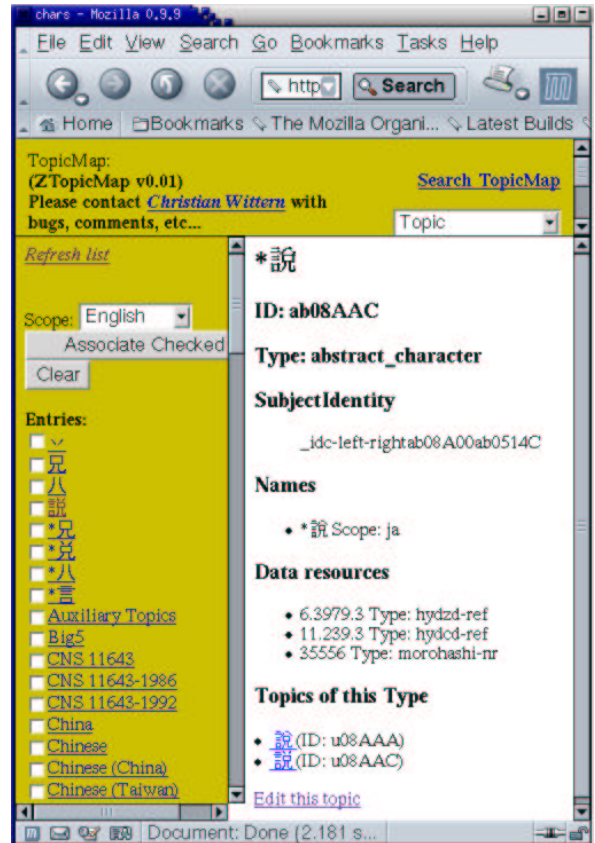 chars - Mozilla 0.9.9
File Edit View Search Go Bookmarks Tasks Help
http Search
Home Bookmarks The Mozilla Organi... Latest Builds
TopicMap:
(ZTopicMap v0.01)
Please contact Christian Wittern with
bugs, comments, etc...
Search TopicMap
Topic
Refresh list
Scope: English
Associate Checked
Clear
Entries:
兄
八
説
*兄
*兑
*八
*言
Auxiliary Topics
Big5
CNS 11643
CNS 11643-1986
CNS 11643-1992
China
Chinese
Chinese (China)
Chinese (Taiwan)
*說
ID: ab08AAC
Type: abstract_character
SubjectIdentity
_idc-left-rightab08A00ab0514C
Names
• *說 Scope: ja
Data resources
• 6.3979.3 Type: hydzd-ref
• 11.239.3 Type: hydcd-ref
• 35556 Type: morohashi-nr
Topics of this Type
• 說 (ID: u08AAA)
• 説 (ID: u08AAC)
Edit this topic
Document: Done (2.181 s...